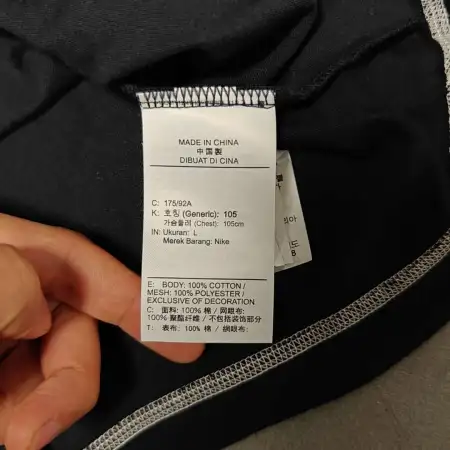 MADE IN CHINA
中国製
DIBUAT DI CINA
C: 175/92A
K: 호칭 (Generic): 105
가슴둘레 (Chest): 105cm
IN: Ukuran: L
Merek Barang: Nike
E: BODY: 100% COTTON /
MESH: 100% POLYESTER /
EXCLUSIVE OF DECORATION
C: 面料: 100% 棉 / 网眼布:
100% 聚酯纤维 / 不包括装饰部分
T: 表布: 100% 棉 / 網眼布: